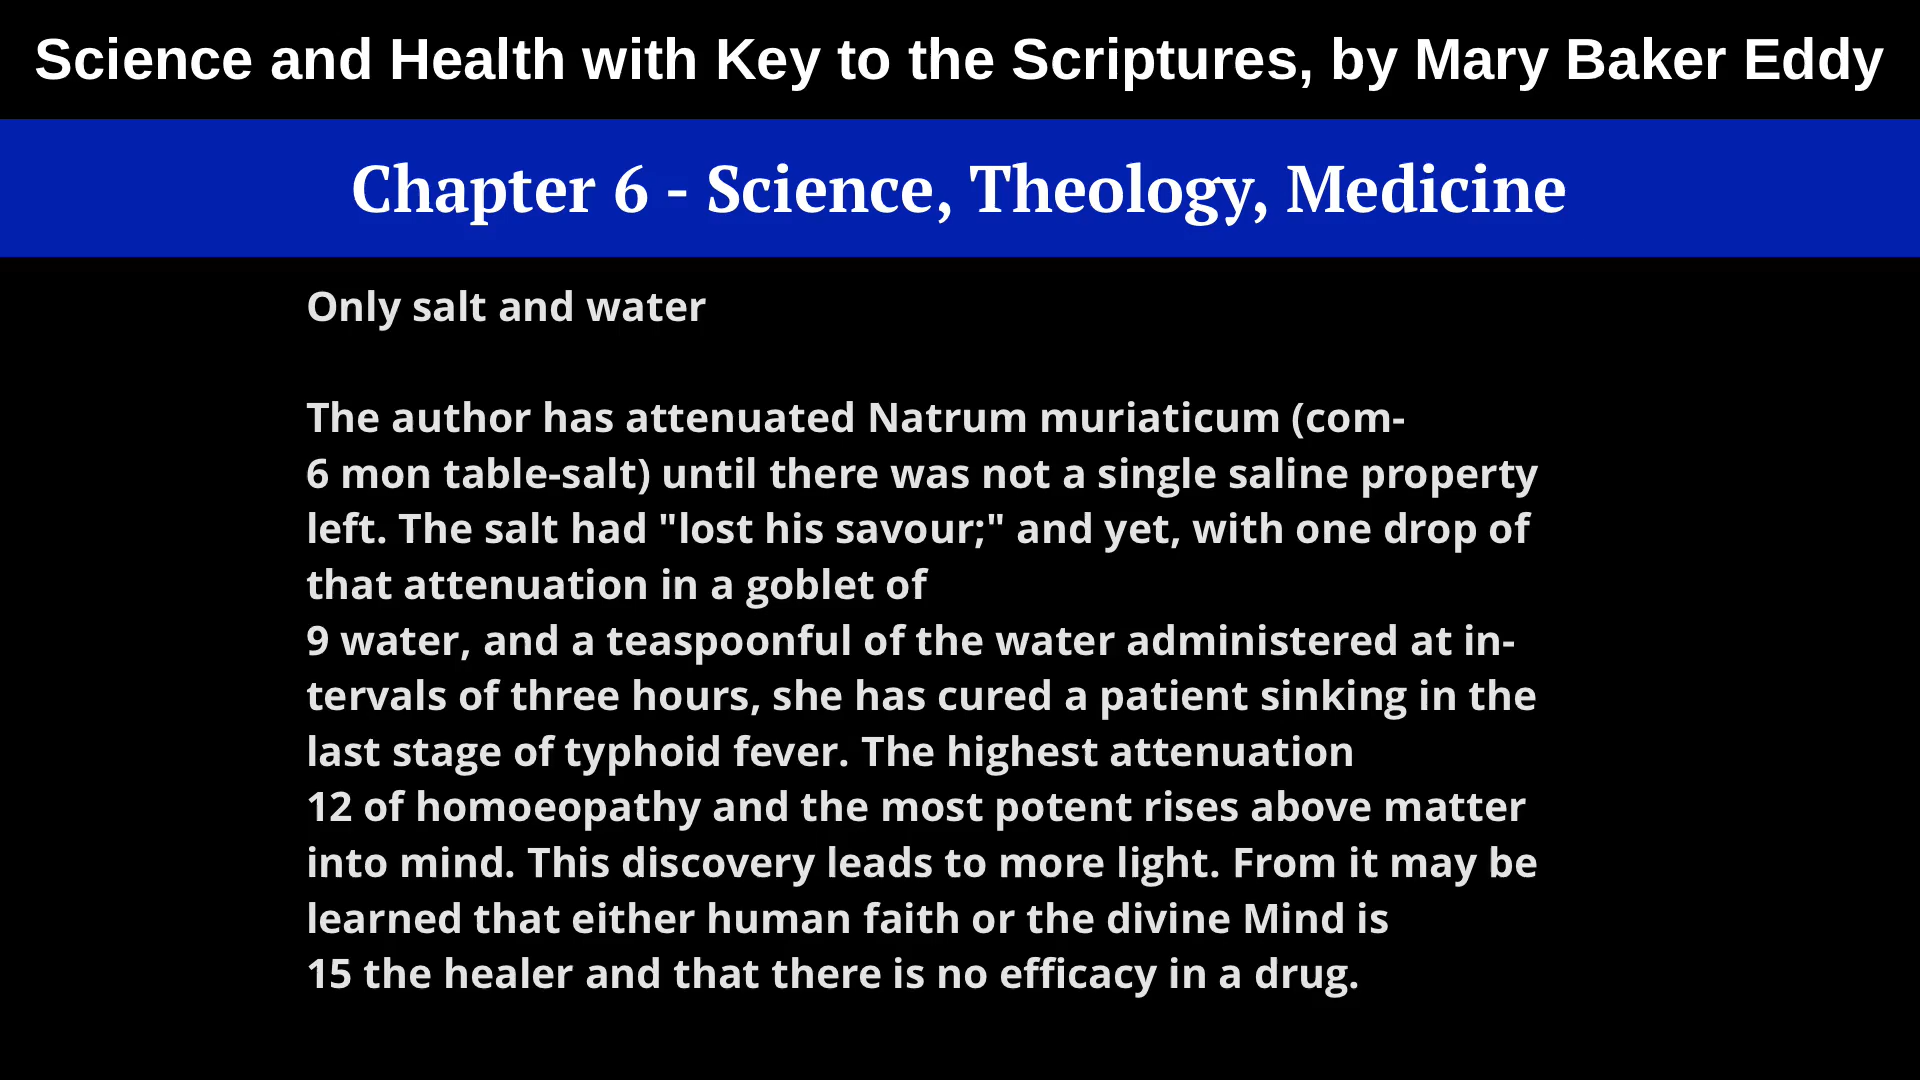 Science and Health with Key to the Scriptures, by Mary Baker Eddy
Chapter 6 - Science, Theology, Medicine
Only salt and water
The author has attenuated Natrum muriaticum (com-
6 mon table-salt) until there was not a single saline property
left. The salt had "lost his savour;" and yet, with one drop of
that attenuation in a goblet of
9 water, and a teaspoonful of the water administered at in-
tervals of three hours, she has cured a patient sinking in the
last stage of typhoid fever. The highest attenuation
12 of homoeopathy and the most potent rises above matter
into mind. This discovery leads to more light. From it may be
learned that either human faith or the divine Mind is
15 the healer and that there is no efficacy in a drug.